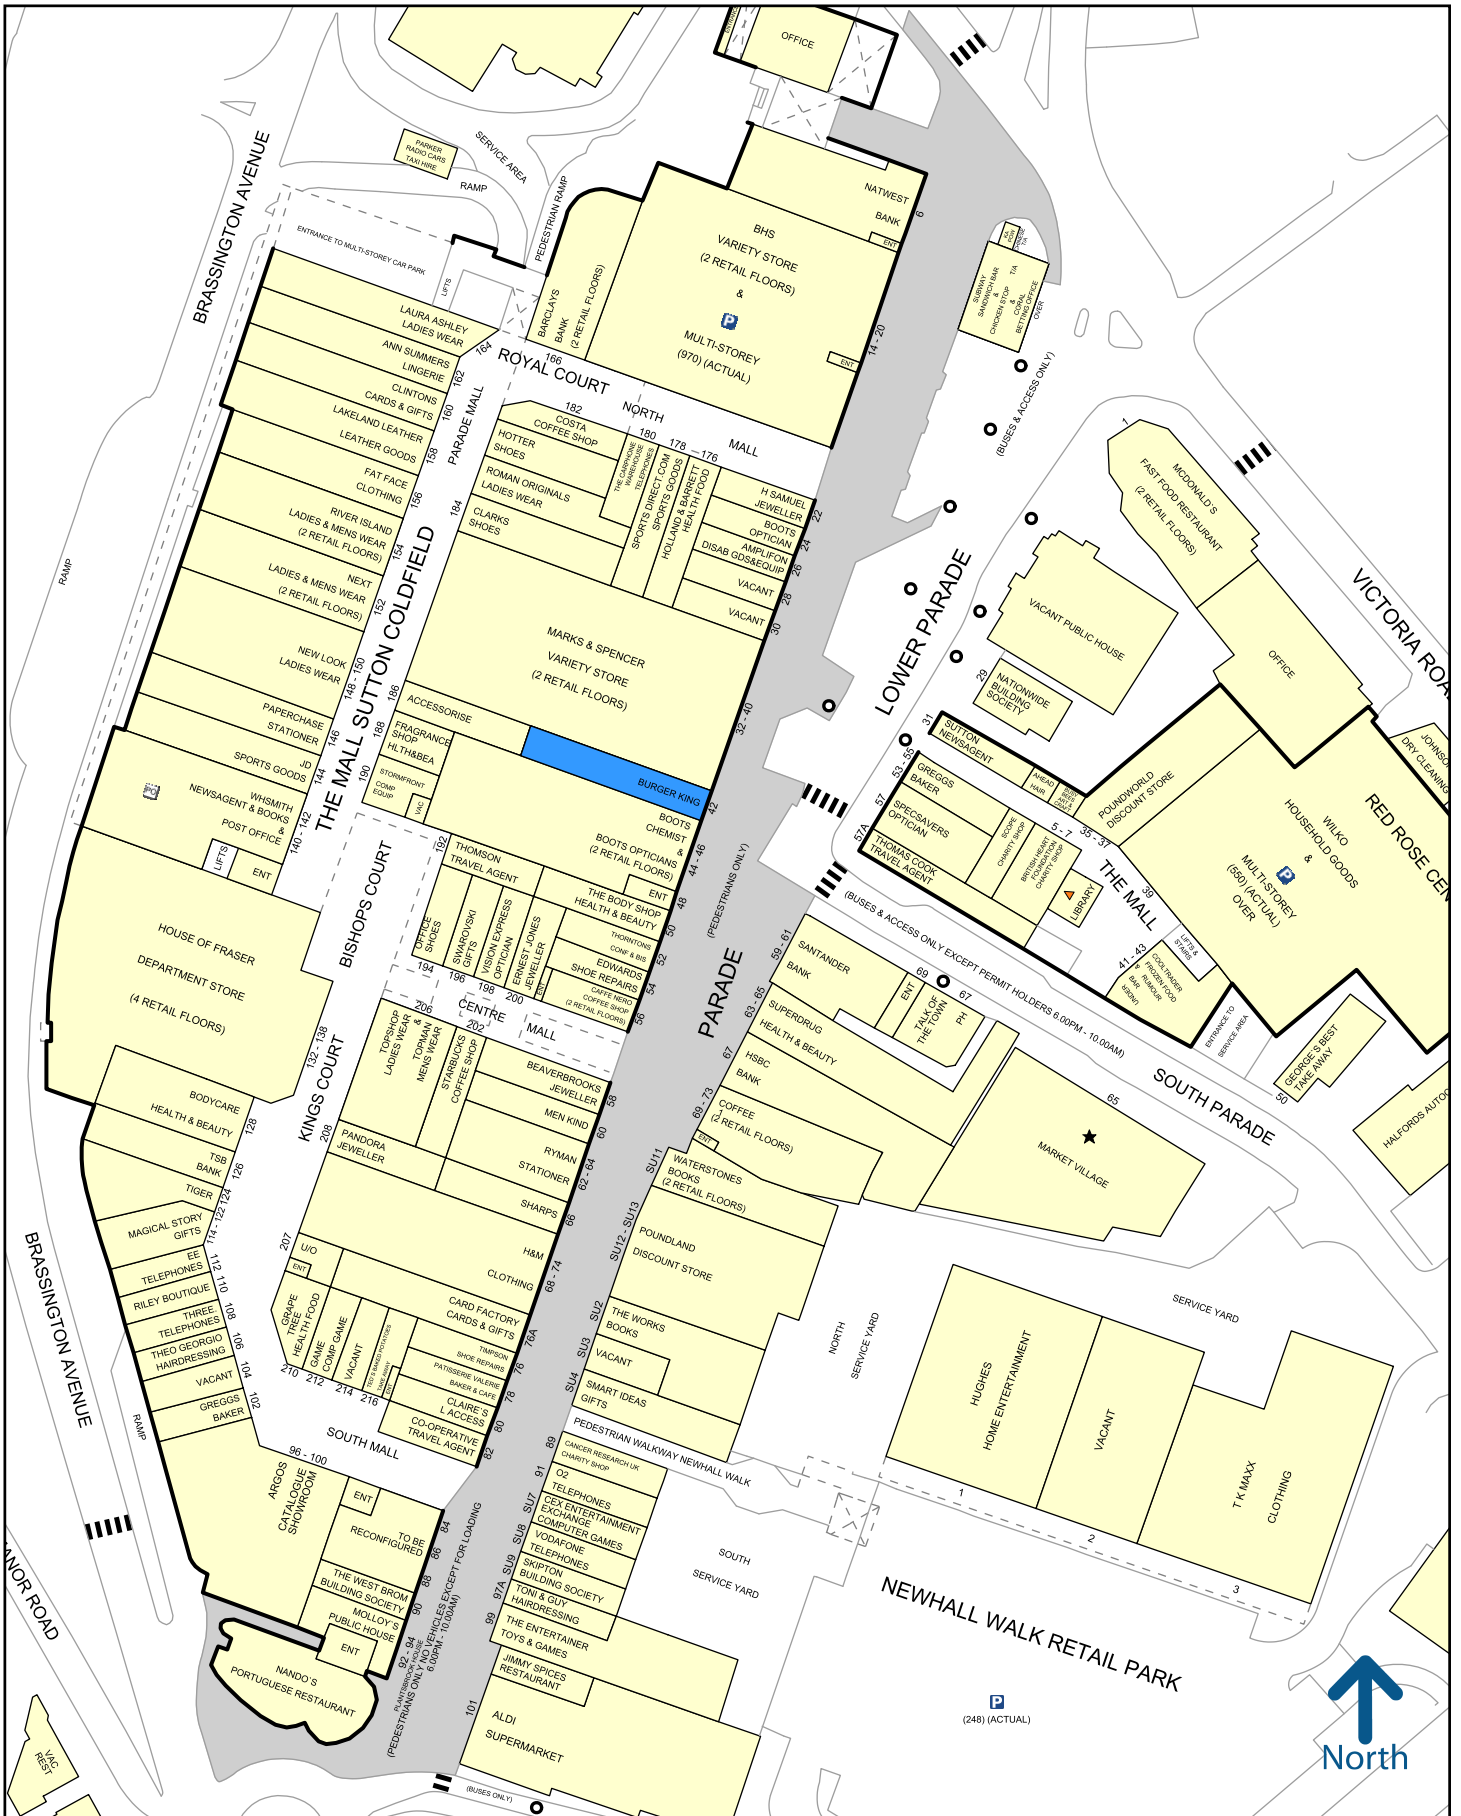 ENTRANCE
OFFICE
BRASSINGTON AVENUE
SERVICE AREA
PARKER
RADIO CARS
TAXI HIRE
RAMP
PEDESTRIAN RAMP
ENTRANCE TO MULTI-STOREY CAR PARK
LIFTS
NATWEST
BANK
6
ENT
BHS
VARIETY STORE
(2 RETAIL FLOORS)
&
P
MULTI-STOREY
(970) (ACTUAL)
14 - 20
ENT
BARCLAYS
BANK
(2 RETAIL FLOORS)
166
SUBWAY
SANDWICH BAR
&
CHICKEN STOP T/A
&
CORAL
BETTING OFFICE
OVER
(BUSES & ACCESS ONLY)
LAURA ASHLEY
LADIES WEAR
164
ANN SUMMERS
LINGERIE
162
CLINTONS
CARDS & GIFTS
160
LAKELAND LEATHER
LEATHER GOODS
158
FAT FACE
CLOTHING
156
RIVER ISLAND
LADIES & MENS WEAR
(2 RETAIL FLOORS)
154
NEXT
LADIES & MENS WEAR
(2 RETAIL FLOORS)
152
NEW LOOK
LADIES WEAR
148 - 150
PAPERCHASE
STATIONER
146
JD
SPORTS GOODS
144
PO
WHSMITH
NEWSAGENT & BOOKS
&
POST OFFICE
140 - 142
LIFTS
ENT
RAMP
PARADE MALL
THE MALL SUTTON COLDFIELD
ROYAL COURT
NORTH
MALL
182
COSTA
COFFEE SHOP
HOTTER
SHOES
ROMAN ORIGINALS
LADIES WEAR
184
CLARKS
SHOES
180
THE CARPHONE
WAREHOUSE
TELEPHONES
178
SPORTS DIRECT.COM
SPORTS GOODS
176
HOLLAND & BARRETT
HEALTH FOOD
H SAMUEL
JEWELLER
22
BOOTS
OPTICIAN
24
AMPLIFON
DISAB GDS&EQUIP
26
VACANT
28
VACANT
30
MARKS & SPENCER
VARIETY STORE
(2 RETAIL FLOORS)
32 - 40
186
ACCESSORISE
188
FRAGRANCE
SHOP
HLTH&BEA
190
STORMFRONT
COMP
EQUIP
VAC
BURGER KING
42
BOOTS
CHEMIST
&
BOOTS OPTICIANS
(2 RETAIL FLOORS)
44 - 46
ENT
192
THOMSON
TRAVEL AGENT
THE BODY SHOP
HEALTH & BEAUTY
48
THORNTONS
CONF & BIS
50
EDWARDS
SHOE REPAIRS
52
CAFFE NERO
COFFEE SHOP
(2 RETAIL FLOORS)
54
56
OFFICE
SHOES
194
SWAROVSKI
GIFTS
196
VISION EXPRESS
OPTICIAN
198
ERNEST JONES
JEWELLER
200
ENT
BISHOPS COURT
HOUSE OF FRASER
DEPARTMENT STORE
(4 RETAIL FLOORS)
132 - 138
KINGS COURT
CENTRE
MALL
206
TOPSHOP
LADIES WEAR
&
TOPMAN
MENS WEAR
202
STARBUCKS
COFFEE SHOP
BEAVERBROOKS
JEWELLER
58
MEN KIND
60
RYMAN
STATIONER
62 - 64
208
PANDORA
JEWELLER
SHARPS
66
H&M
CLOTHING
68 - 74
207
U/O
ENT
CARD FACTORY
CARDS & GIFTS
76A
TIMPSON
SHOE REPAIRS
76
PATISSERIE VALERIE
BAKER & CAFE
78
CLAIRE'S
L ACCESS
80
CO-OPERATIVE
TRAVEL AGENT
82
GRAPE
TREE
HEALTH FOOD
210
GAME
COMP GAME
212
VACANT
214
TED'S BAKED POTATOES
TAKE AWAY
216
ENT
SOUTH MALL
BODYCARE
HEALTH & BEAUTY
128
TSB
BANK
126
TIGER
124
MAGICAL STORY
GIFTS
114 - 122
EE
TELEPHONES
112
RILEY BOUTIQUE
110
THREE.
TELEPHONES
108
THEO GEORGIO
HAIRDRESSING
106
VACANT
104
GREGGS
BAKER
102
BRASSINGTON AVENUE
RAMP
96 - 100
ARGOS
CATALOGUE
SHOWROOM
ENT
TO BE
RECONFIGURED
84
86
THE WEST BROM
BUILDING SOCIETY
88
MOLLOY'S
PUBLIC HOUSE
90
ENT
92 - 94
PLANTSBROOK HOUSE
(PEDESTRIANS ONLY NO VEHICLES EXCEPT FOR LOADING
6.00PM - 10.00AM)
NANDO'S
PORTUGUESE RESTAURANT
ANOR ROAD
VAC
REST
LOWER PARADE
VICTORIA ROA
1
MCDONALD'S
FAST FOOD RESTAURANT
(2 RETAIL FLOORS)
VACANT PUBLIC HOUSE
OFFICE
29
NATIONWIDE
BUILDING
SOCIETY
31
SUTTON
NEWSAGENT
AHEAD
HAIR
53 - 55
GREGGS
BAKER
57
SPECSAVERS
OPTICIAN
57A
THOMAS COOK
TRAVEL AGENT
SCOPE
CHARITY SHOP
5 - 7
BRITISH HEART
FOUNDATION
CHARITY SHOP
LIBRARY
35 - 37
POUNDWORLD
DISCOUNT STORE
THE MALL
39
WILKO
HOUSEHOLD GOODS
&
P
MULTI-STOREY
(550) (ACTUAL)
OVER
RED ROSE CEN
JOHNSO
DRY CLEANING
LIFTS &
STAIRS
41 - 43
COOLTRADER
FROZEN FOOD
RUMOUR
BAR
UNDER
ENTRANCE TO
SERVICE AREA
GEORGE'S BEST
TAKE AWAY
50
HALFORDS AUTOC
(PEDESTRIANS ONLY)
PARADE
(BUSES & ACCESS ONLY EXCEPT PERMIT HOLDERS 6.00PM - 10.00AM)
SOUTH PARADE
59 - 61
SANTANDER
BANK
69
ENT
67
TALK OF
THE TOWN
PH
63 - 65
SUPERDRUG
HEALTH & BEAUTY
67
HSBC
BANK
69 - 73
COFFEE
1
(2 RETAIL FLOORS)
ENT
65
MARKET VILLAGE
SU11
WATERSTONES
BOOKS
(2 RETAIL FLOORS)
SU12 - SU13
POUNDLAND
DISCOUNT STORE
SU2
THE WORKS
BOOKS
SU3
VACANT
SU4
SMART IDEAS
GIFTS
PEDESTRIAN WALKWAY NEWHALL WALK
NORTH
SERVICE YARD
SERVICE YARD
89
CANCER RESEARCH UK
CHARITY SHOP
91
O2
TELEPHONES
SU7
CEX ENTERTAINMENT
EXCHANGE
COMPUTER GAMES
SU8
VODAFONE
TELEPHONES
SU9
SKIPTON
BUILDING SOCIETY
97A
TONI & GUY
HAIRDRESSING
99
THE ENTERTAINER
TOYS & GAMES
JIMMY SPICES
RESTAURANT
101
ALDI
SUPERMARKET
(BUSES ONLY)
SOUTH
SERVICE YARD
HUGHES
HOME ENTERTAINMENT
1
VACANT
2
T K MAXX
CLOTHING
3
NEWHALL WALK RETAIL PARK
P
(248) (ACTUAL)
North